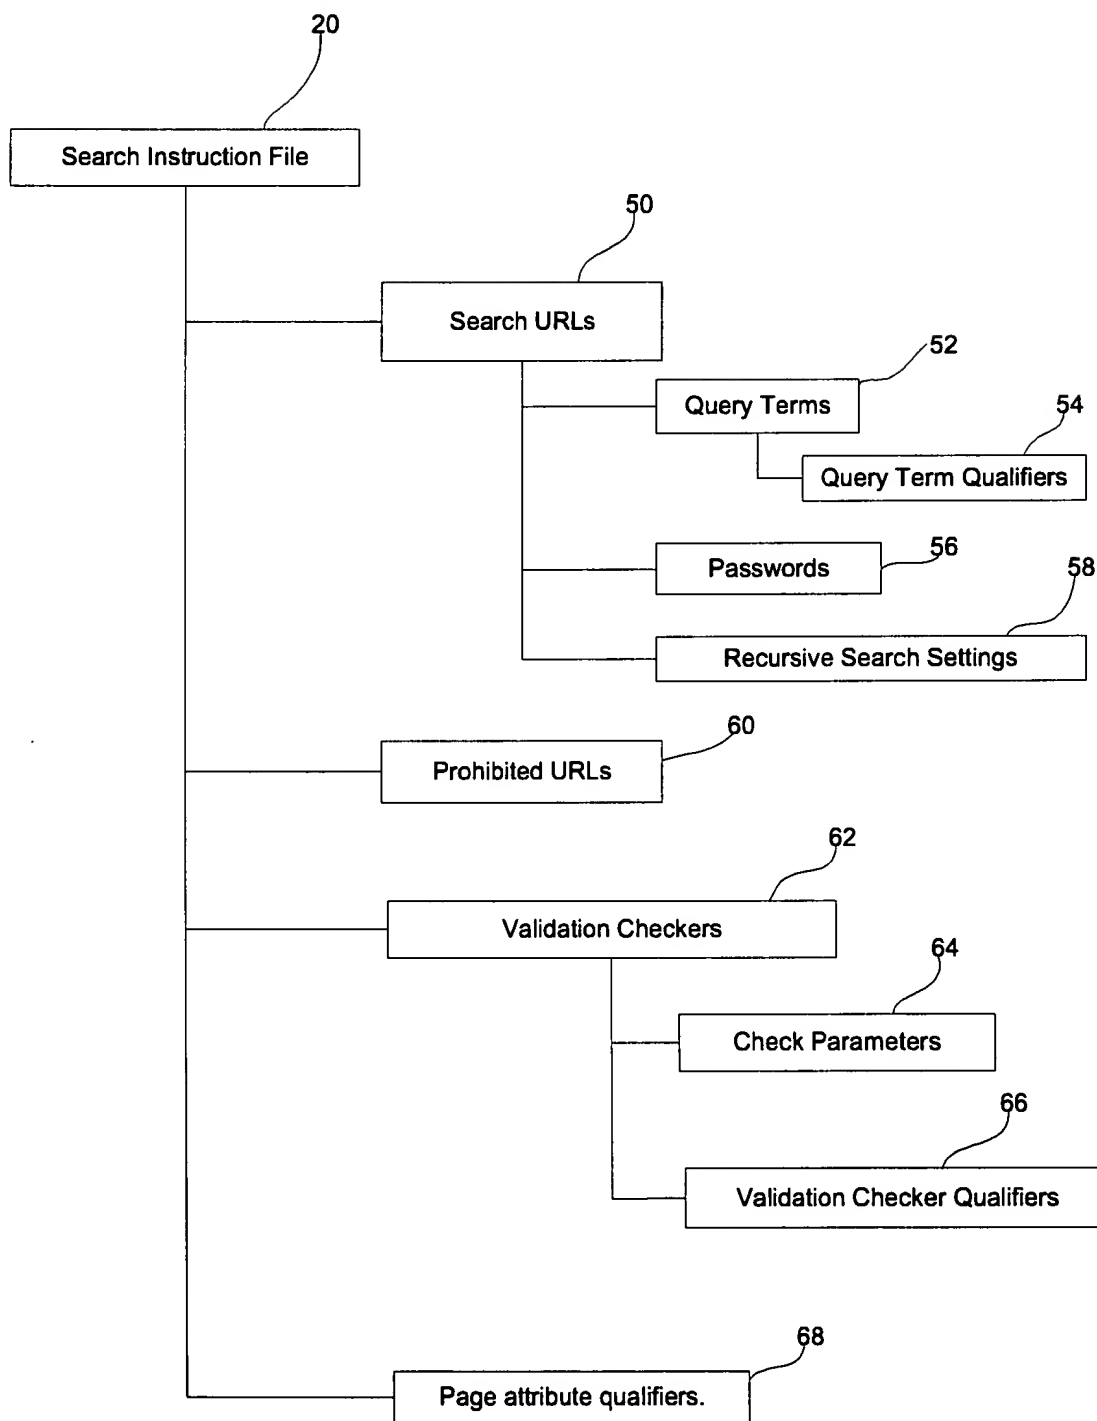 20
Search Instruction File
50
Search URLs
52
Query Terms
54
Query Term Qualifiers
56
Passwords
58
Recursive Search Settings
60
Prohibited URLs
62
Validation Checkers
64
Check Parameters
66
Validation Checker Qualifiers
68
Page attribute qualifiers.